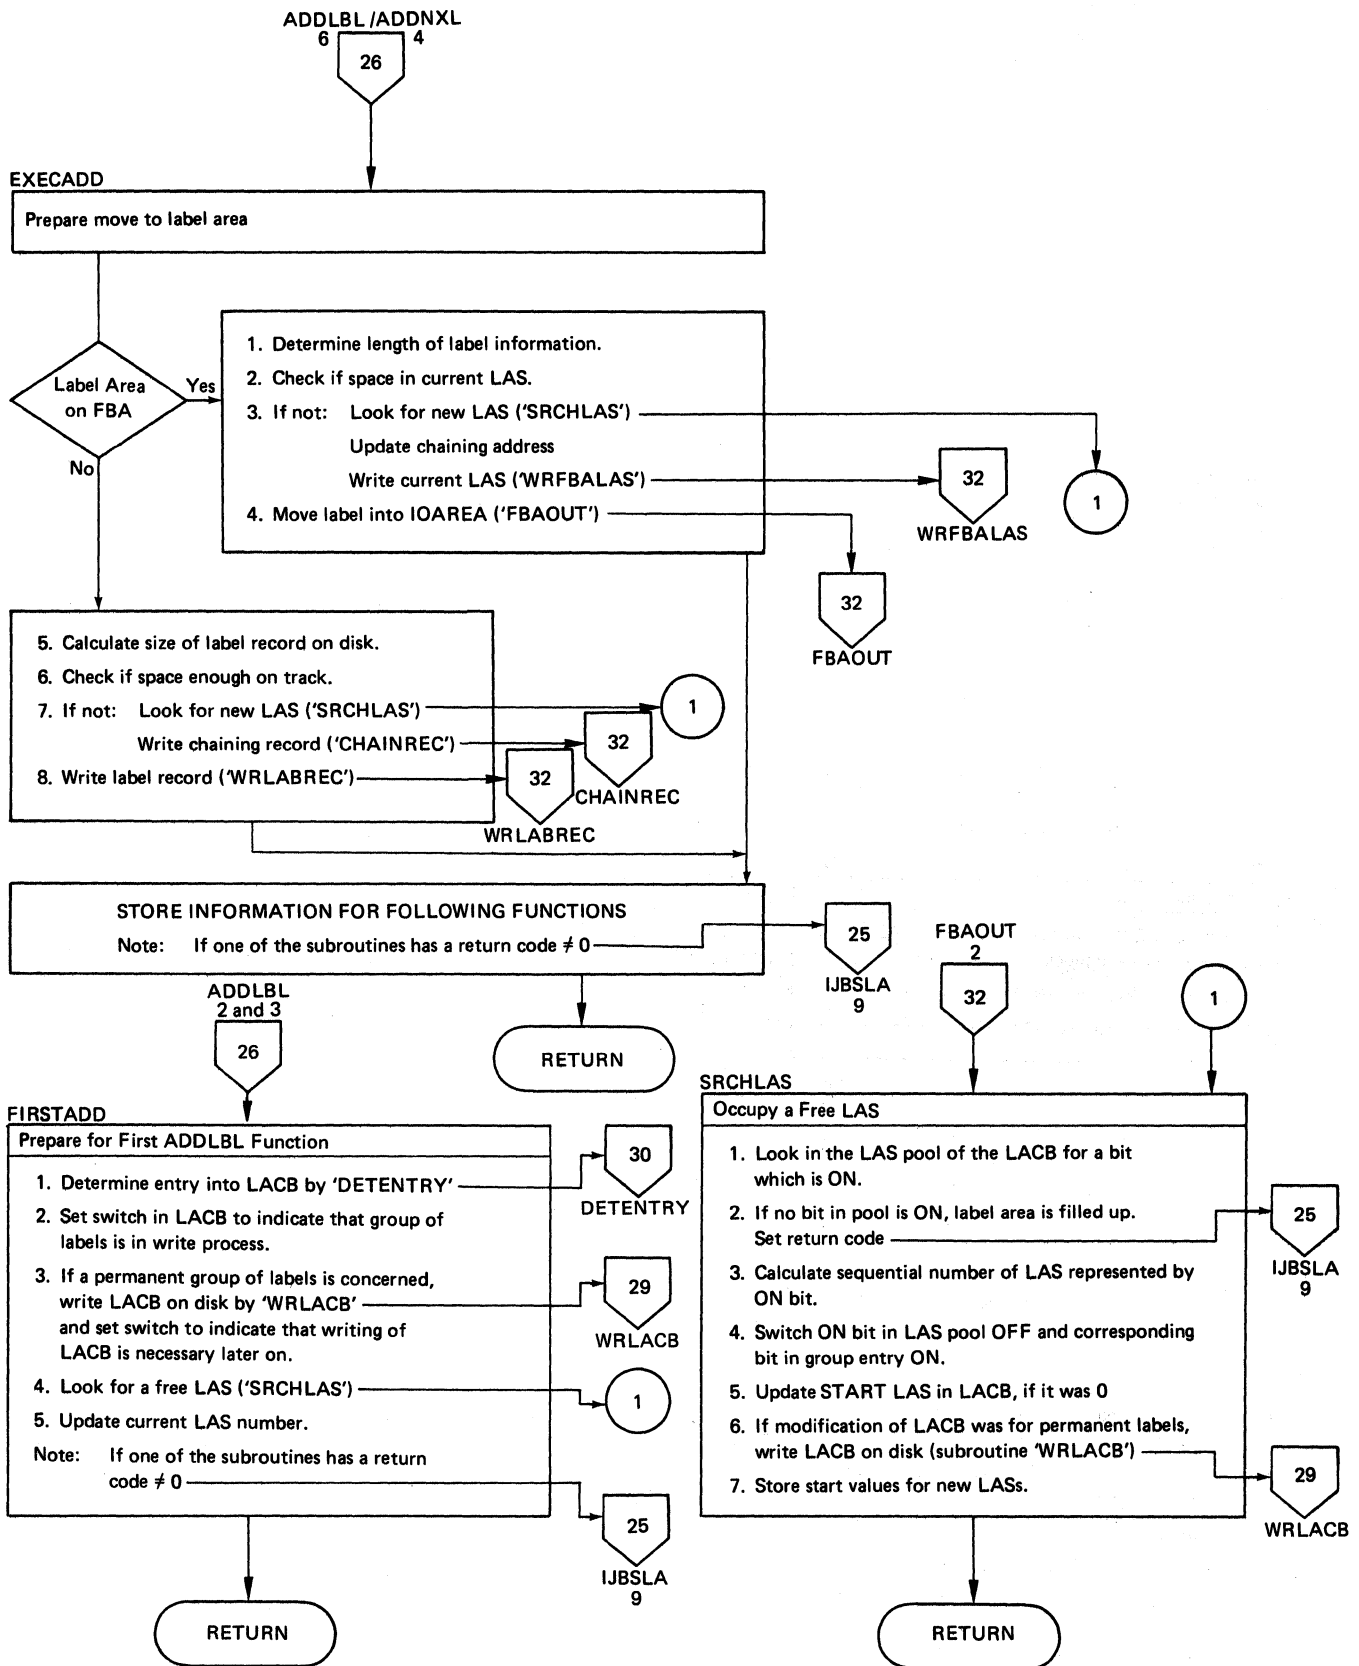 ADDLBL /ADDNXL
6 4
26
EXECADD
Prepare move to label area
Label Area
on FBA
Yes
No
1. Determine length of label information.
2. Check if space in current LAS.
3. If not: Look for new LAS ('SRCHLAS')
Update chaining address
Write current LAS ('WRFBALAS')
4. Move label into IOAREA ('FBAOUT')
32
WRFBALAS
1
32
FBAOUT
5. Calculate size of label record on disk.
6. Check if space enough on track.
7. If not: Look for new LAS ('SRCHLAS')
Write chaining record ('CHAINREC')
8. Write label record ('WRLABREC')
1
32
CHAINREC
32
WRLABREC
STORE INFORMATION FOR FOLLOWING FUNCTIONS
Note: If one of the subroutines has a return code ≠ 0
25
IJBSLA
9
RETURN
ADDLBL
2 and 3
26
FIRSTADD
Prepare for First ADDLBL Function
1. Determine entry into LACB by 'DETENTRY'
2. Set switch in LACB to indicate that group of
labels is in write process.
3. If a permanent group of labels is concerned,
write LACB on disk by 'WRLACB'
and set switch to indicate that writing of
LACB is necessary later on.
4. Look for a free LAS ('SRCHLAS')
5. Update current LAS number.
Note: If one of the subroutines has a return
code ≠ 0
30
DETENTRY
29
WRLACB
1
25
IJBSLA
9
RETURN
FBAOUT
2
32
1
SRCHLAS
Occupy a Free LAS
1. Look in the LAS pool of the LACB for a bit
which is ON.
2. If no bit in pool is ON, label area is filled up.
Set return code
3. Calculate sequential number of LAS represented by
ON bit.
4. Switch ON bit in LAS pool OFF and corresponding
bit in group entry ON.
5. Update START LAS in LACB, if it was 0
6. If modification of LACB was for permanent labels,
write LACB on disk (subroutine 'WRLACB')
7. Store start values for new LASs.
25
IJBSLA
9
29
WRLACB
RETURN